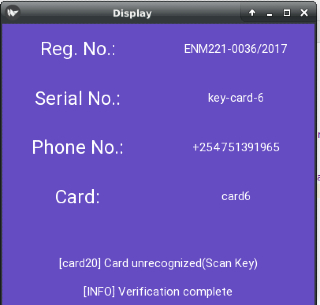 Display
Reg. No.: ENM221-0036/2017
Serial No.: key-card-6
Phone No.: +254751391965
Card: card6
[card20] Card unrecognized(Scan Key)
[INFO] Verification complete